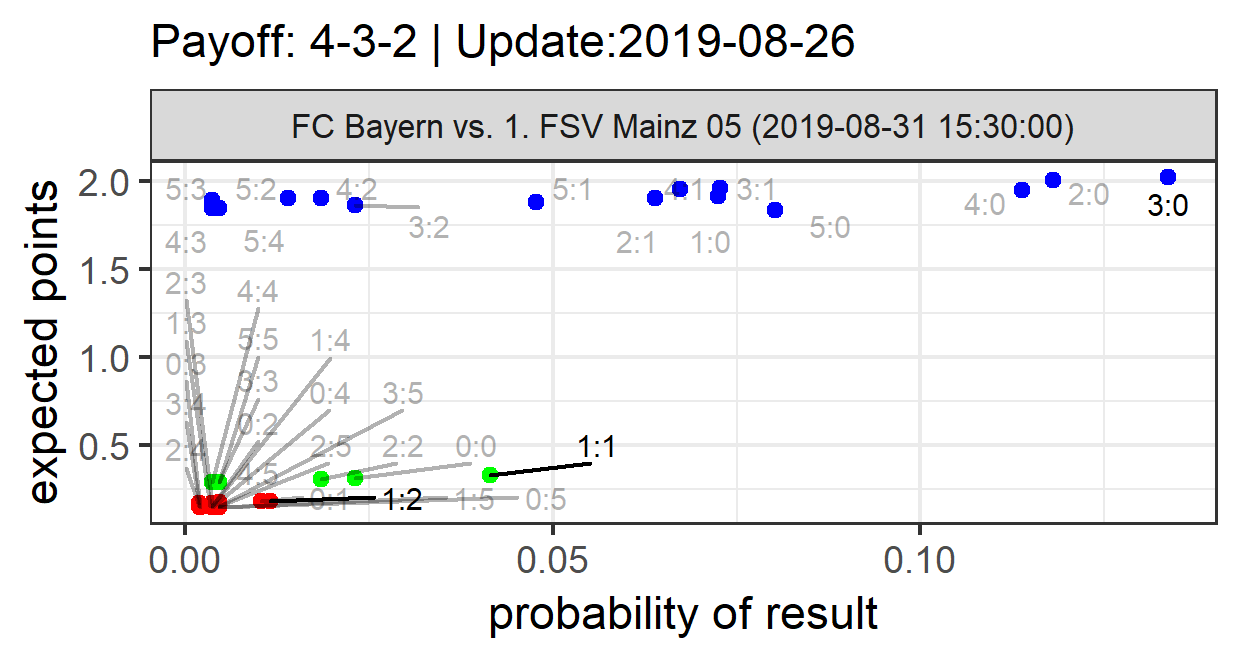 Payoff: 4-3-2 | Update:2019-08-26
FC Bayern vs. 1. FSV Mainz 05 (2019-08-31 15:30:00)
expected points
2.0
1.5
1.0
0.5
5:3 5:2 4:2 5:1 4:1 3:1 4:0 2:0 3:0
3:2 5:0
4:3 5:4 2:1 1:0
2:3 4:4
1:3 5:5 1:4
0:3 3:3 0:4 3:5
3:4 0:2
2:4 4:5 2:5 2:2 0:0 1:1
0:1 1:2 1:5 0:5
0.00 0.05 0.10
probability of result